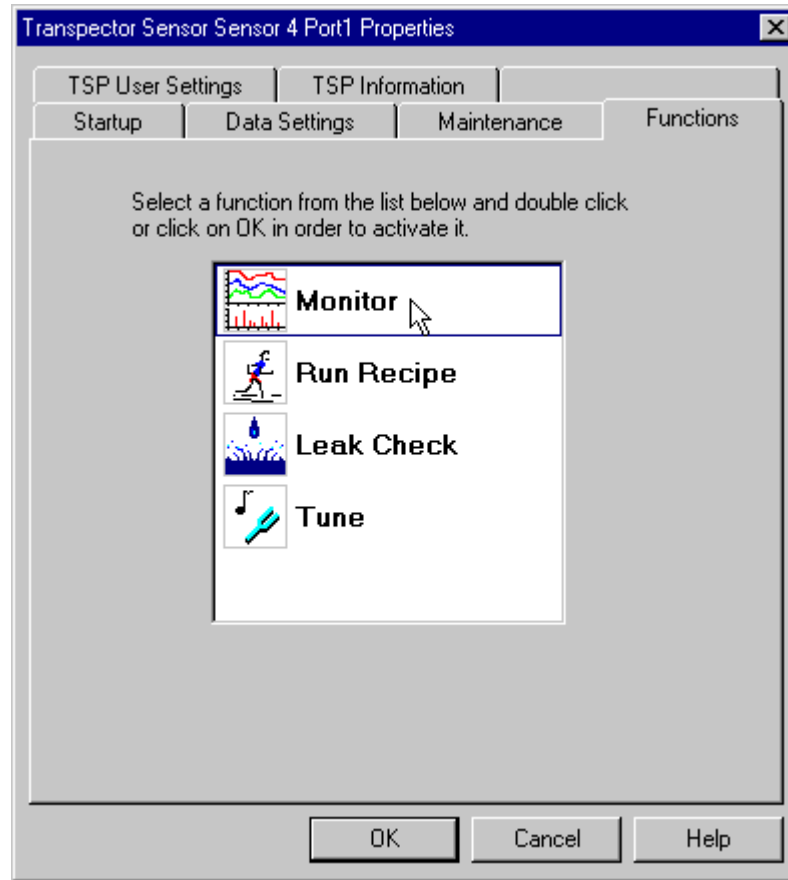 Transpector Sensor Sensor 4 Port1 Properties
TSP User Settings TSP Information
Startup Data Settings Maintenance Functions
Select a function from the list below and double click
or click on OK in order to activate it.
Monitor
Run Recipe
Leak Check
Tune
OK Cancel Help